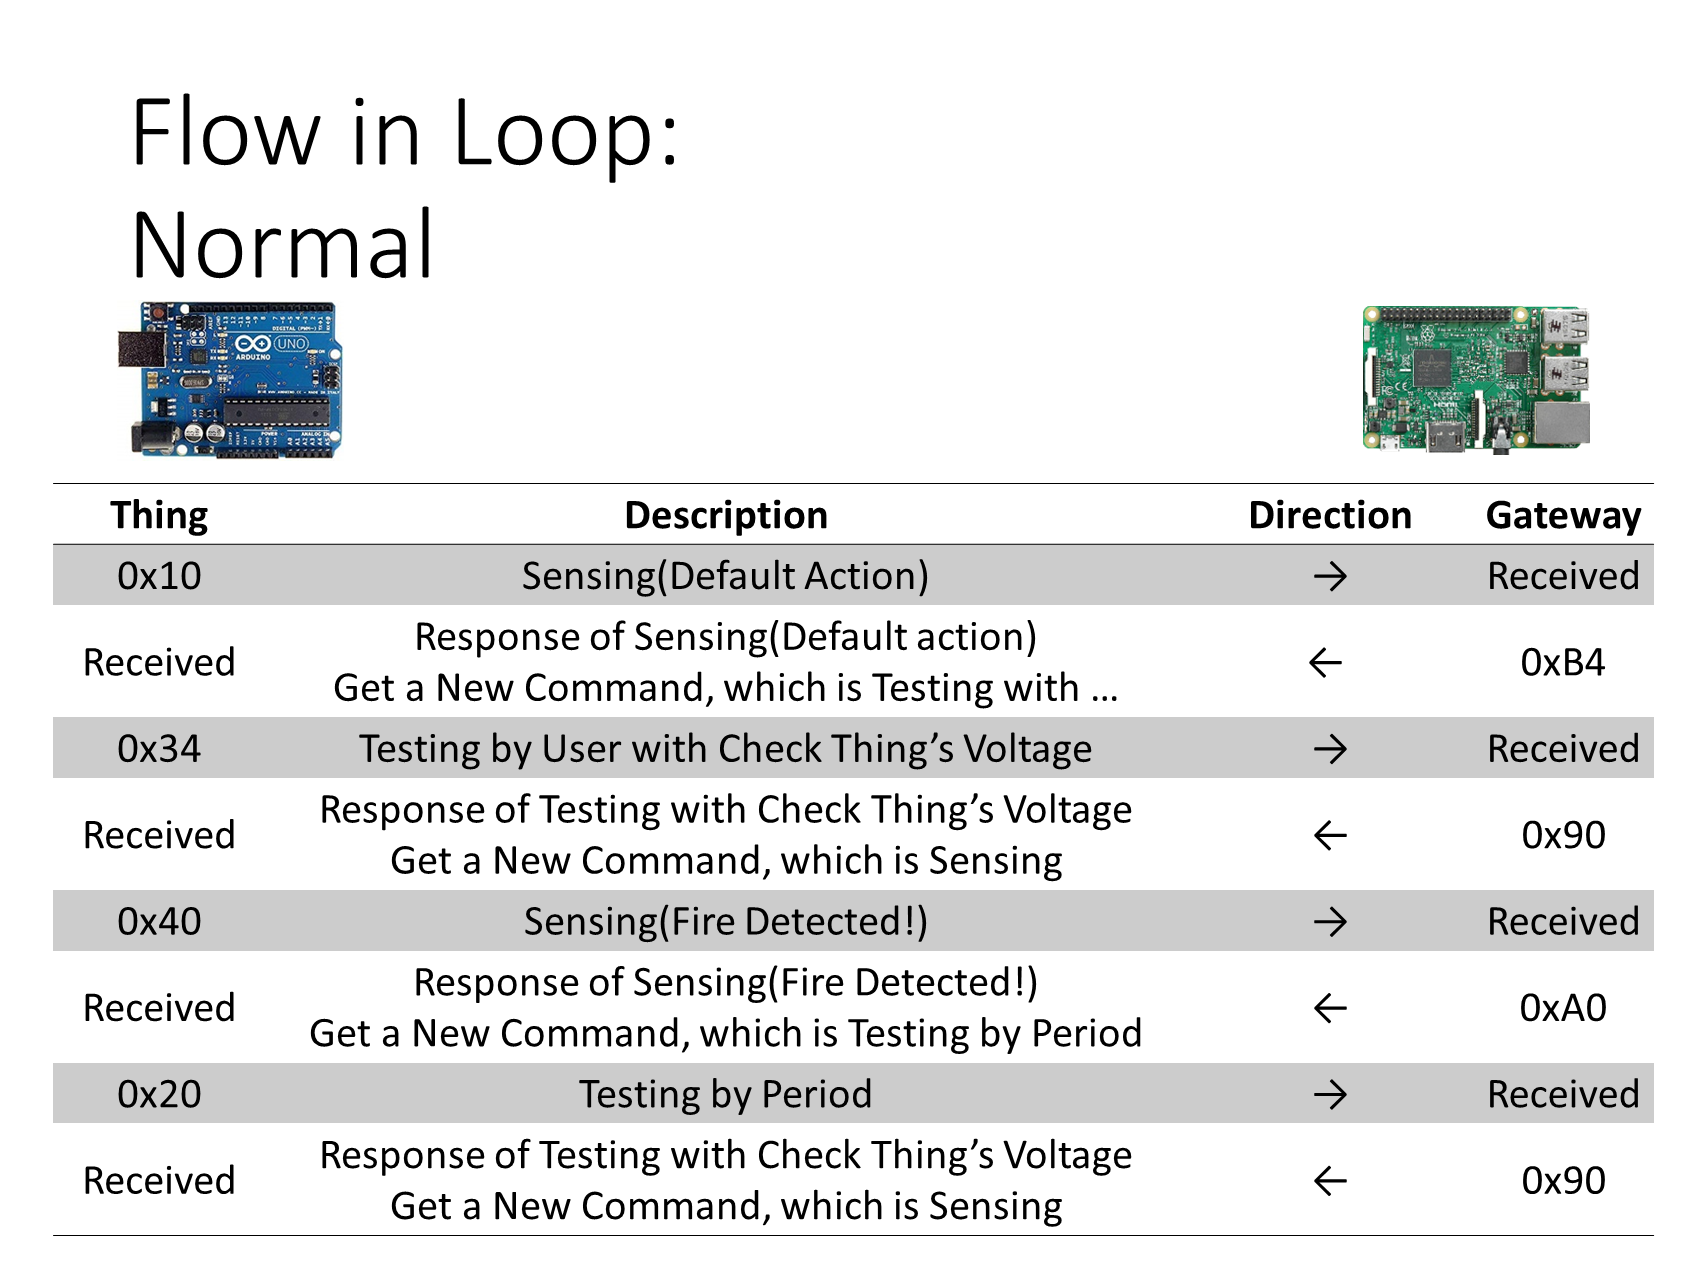 Flow in Loop:
Normal
UNO
ARDUINO
Thing Description Direction Gateway
0x10 Sensing(Default Action) → Received
Received Response of Sensing(Default action) ← 0xB4
Get a New Command, which is Testing with ...
0x34 Testing by User with Check Thing’s Voltage → Received
Received Response of Testing with Check Thing’s Voltage ← 0x90
Get a New Command, which is Sensing
0x40 Sensing(Fire Detected!) → Received
Received Response of Sensing(Fire Detected!) ← 0xA0
Get a New Command, which is Testing by Period
0x20 Testing by Period → Received
Received Response of Testing with Check Thing’s Voltage ← 0x90
Get a New Command, which is Sensing